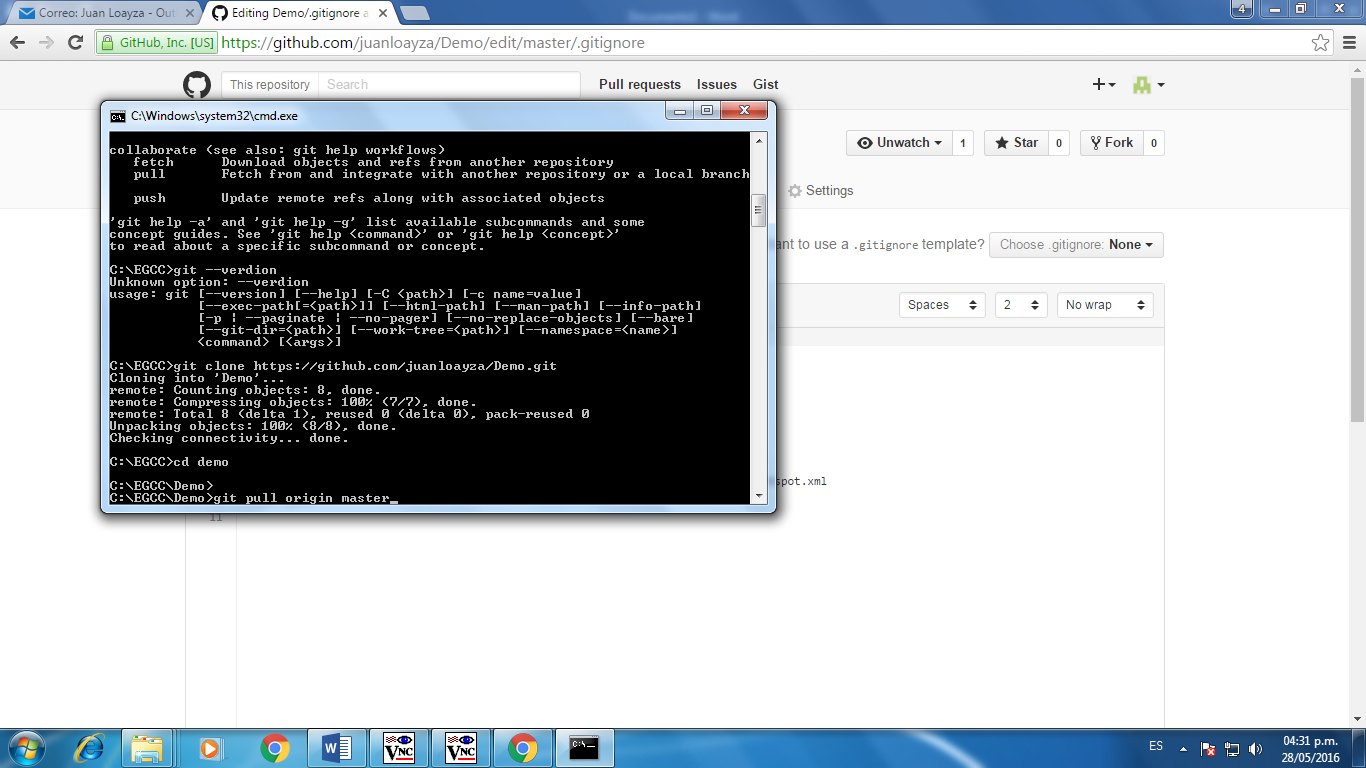 Correo: Juan Loayza - Out
Editing Demo/.gitignore a
4
GitHub, Inc. [US]
https://github.com/juanloayza/Demo/edit/master/.gitignore
This repository
Search
Pull requests
Issues
Gist
Unwatch
1
Star
0
Fork
0
Settings
ant to use a .gitignore template?
Choose .gitignore: None
Spaces
2
No wrap
spot.xml
11
C:\Windows\system32\cmd.exe
collaborate (see also: git help workflows)
fetch Download objects and refs from another repository
pull Fetch from and integrate with another repository or a local branch
push Update remote refs along with associated objects
'git help -a' and 'git help -g' list available subcommands and some
concept guides. See 'git help <command>' or 'git help <concept>'
to read about a specific subcommand or concept.
C:\EGCC>git --verdion
Unknown option: --verdion
usage: git [--version] [--help] [-C <path>] [-c name=value]
[--exec-path[=<path>]] [--html-path] [--man-path] [--info-path]
[-p ¦ --paginate ¦ --no-pager] [--no-replace-objects] [--bare]
[--git-dir=<path>] [--work-tree=<path>] [--namespace=<name>]
<command> [<args>]
C:\EGCC>git clone https://github.com/juanloayza/Demo.git
Cloning into 'Demo'...
remote: Counting objects: 8, done.
remote: Compressing objects: 100% (7/7), done.
remote: Total 8 (delta 1), reused 0 (delta 0), pack-reused 0
Unpacking objects: 100% (8/8), done.
Checking connectivity... done.
C:\EGCC>cd demo
C:\EGCC\Demo>
C:\EGCC\Demo>git pull origin master_
VNC
VNC
ES
04:31 p.m.
28/05/2016